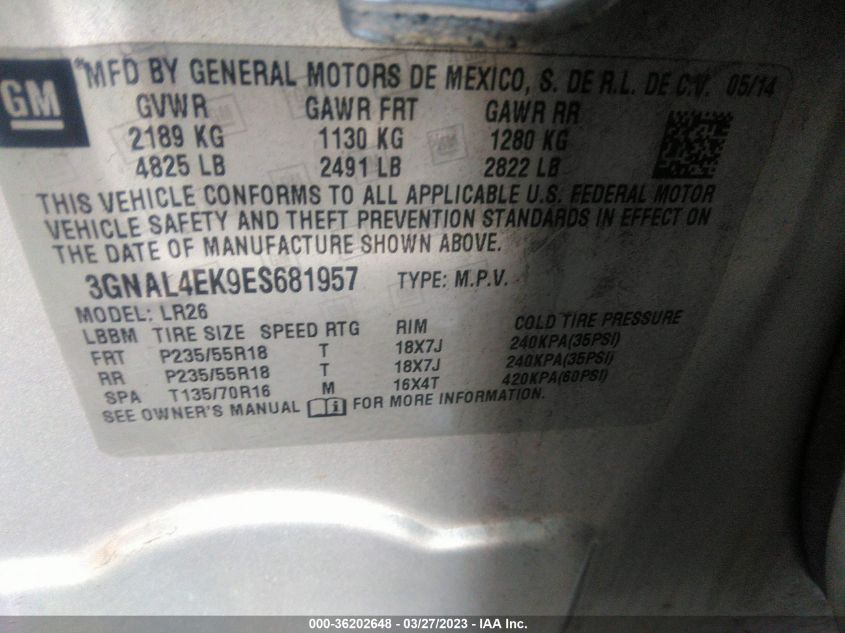 GM
*MFD BY GENERAL MOTORS DE MEXICO, S. DE R.L. DE C.V. 05/14
GVWR GAWR FRT GAWR RR
2189 KG 1130 KG 1280 KG
4825 LB 2491 LB 2822 LB
THIS VEHICLE CONFORMS TO ALL APPLICABLE U.S. FEDERAL MOTOR
VEHICLE SAFETY AND THEFT PREVENTION STANDARDS IN EFFECT ON
THE DATE OF MANUFACTURE SHOWN ABOVE.
3GNAL4EK9ES681957 TYPE: M.P.V.
MODEL: LR26
LBBM TIRE SIZE SPEED RTG RIM COLD TIRE PRESSURE
FRT P235/55R18 T 18X7J 240KPA(35PSI)
RR P235/55R18 T 18X7J 240KPA(35PSI)
SPA T135/70R16 M 16X4T 420KPA(60PSI)
SEE OWNER'S MANUAL i FOR MORE INFORMATION.
000-36202648 - 03/27/2023 - IAA Inc.